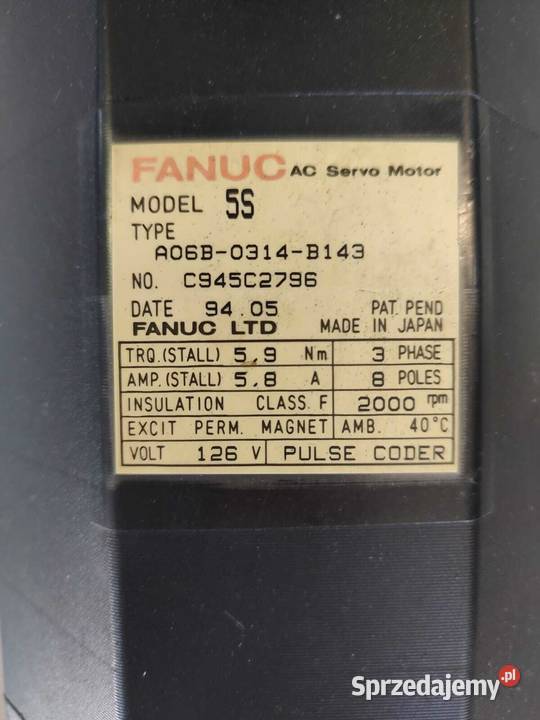 FANUC AC Servo Motor
MODEL 5S
TYPE
A06B-0314-B143
NO. C945C2796
DATE 94.05 PAT. PEND
FANUC LTD MADE IN JAPAN
TRQ.(STALL) 5.9 Nm 3 PHASE
AMP.(STALL) 5.8 A 8 POLES
INSULATION CLASS. F 2000 rpm
EXCIT PERM. MAGNET AMB. 40°C
VOLT 126 V PULSE CODER
Sprzedajemy.pl